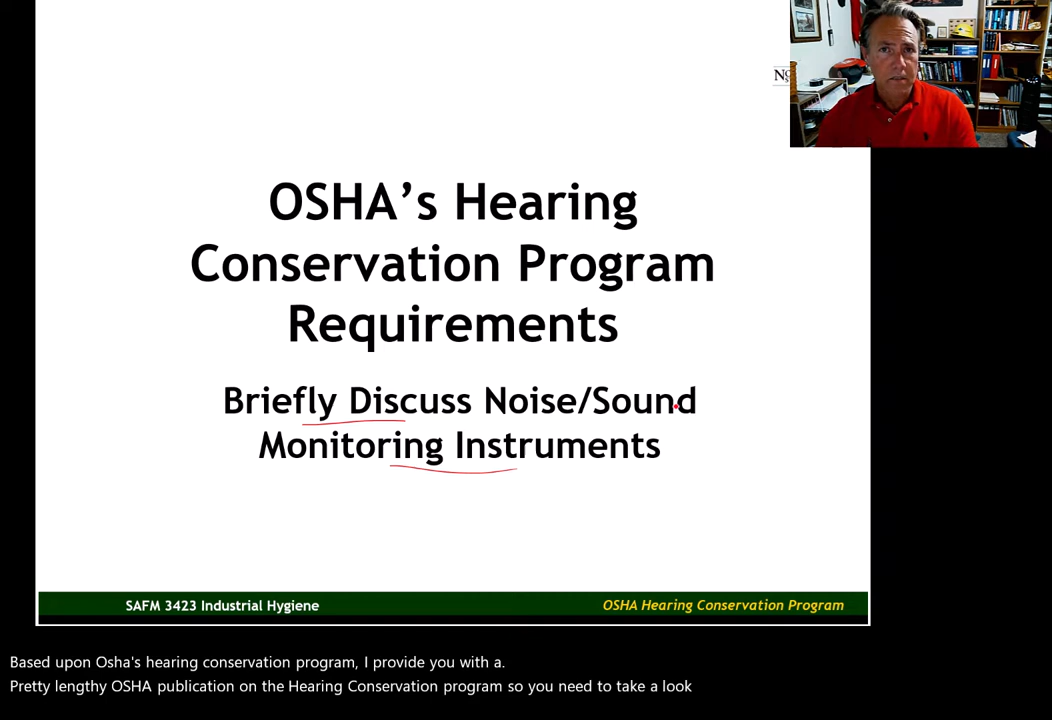 OSHA's Hearing
Conservation Program
Requirements
Briefly Discuss Noise/Sound
Monitoring Instruments
SAFM 3423 Industrial Hygiene
OSHA Hearing Conservation Program
Based upon Osha's hearing conservation program, I provide you with a.
Pretty lengthy OSHA publication on the Hearing Conservation program so you need to take a look